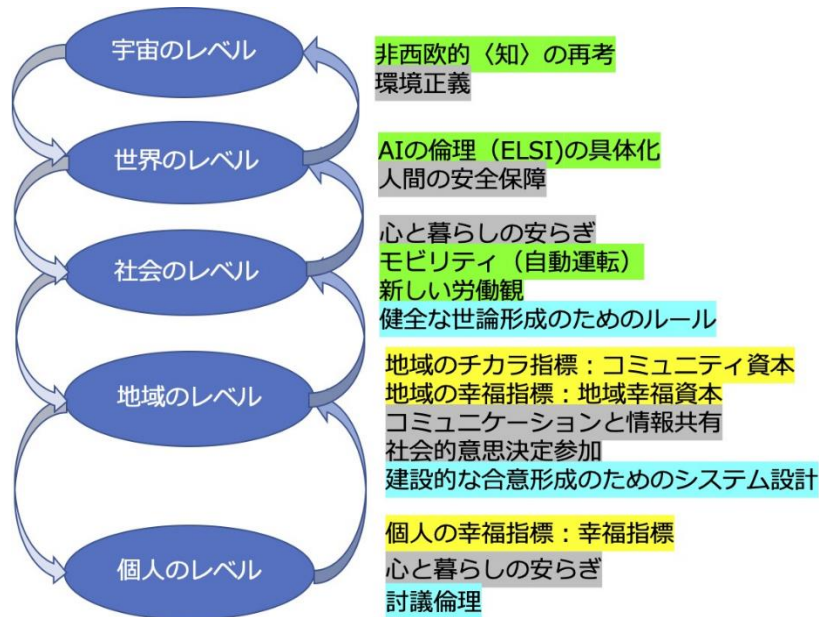 宇宙のレベル
非西欧的〈知〉の再考
環境正義
世界のレベル
AIの倫理（ELSI)の具体化
人間の安全保障
社会のレベル
心と暮らしの安らぎ
モビリティ（自動運転）
新しい労働観
健全な世論形成のためのルール
地域のレベル
地域のチカラ指標：コミュニティ資本
地域の幸福指標：地域幸福資本
コミュニケーションと情報共有
社会的意思決定参加
建設的な合意形成のためのシステム設計
個人のレベル
個人の幸福指標：幸福指標
心と暮らしの安らぎ
討議倫理